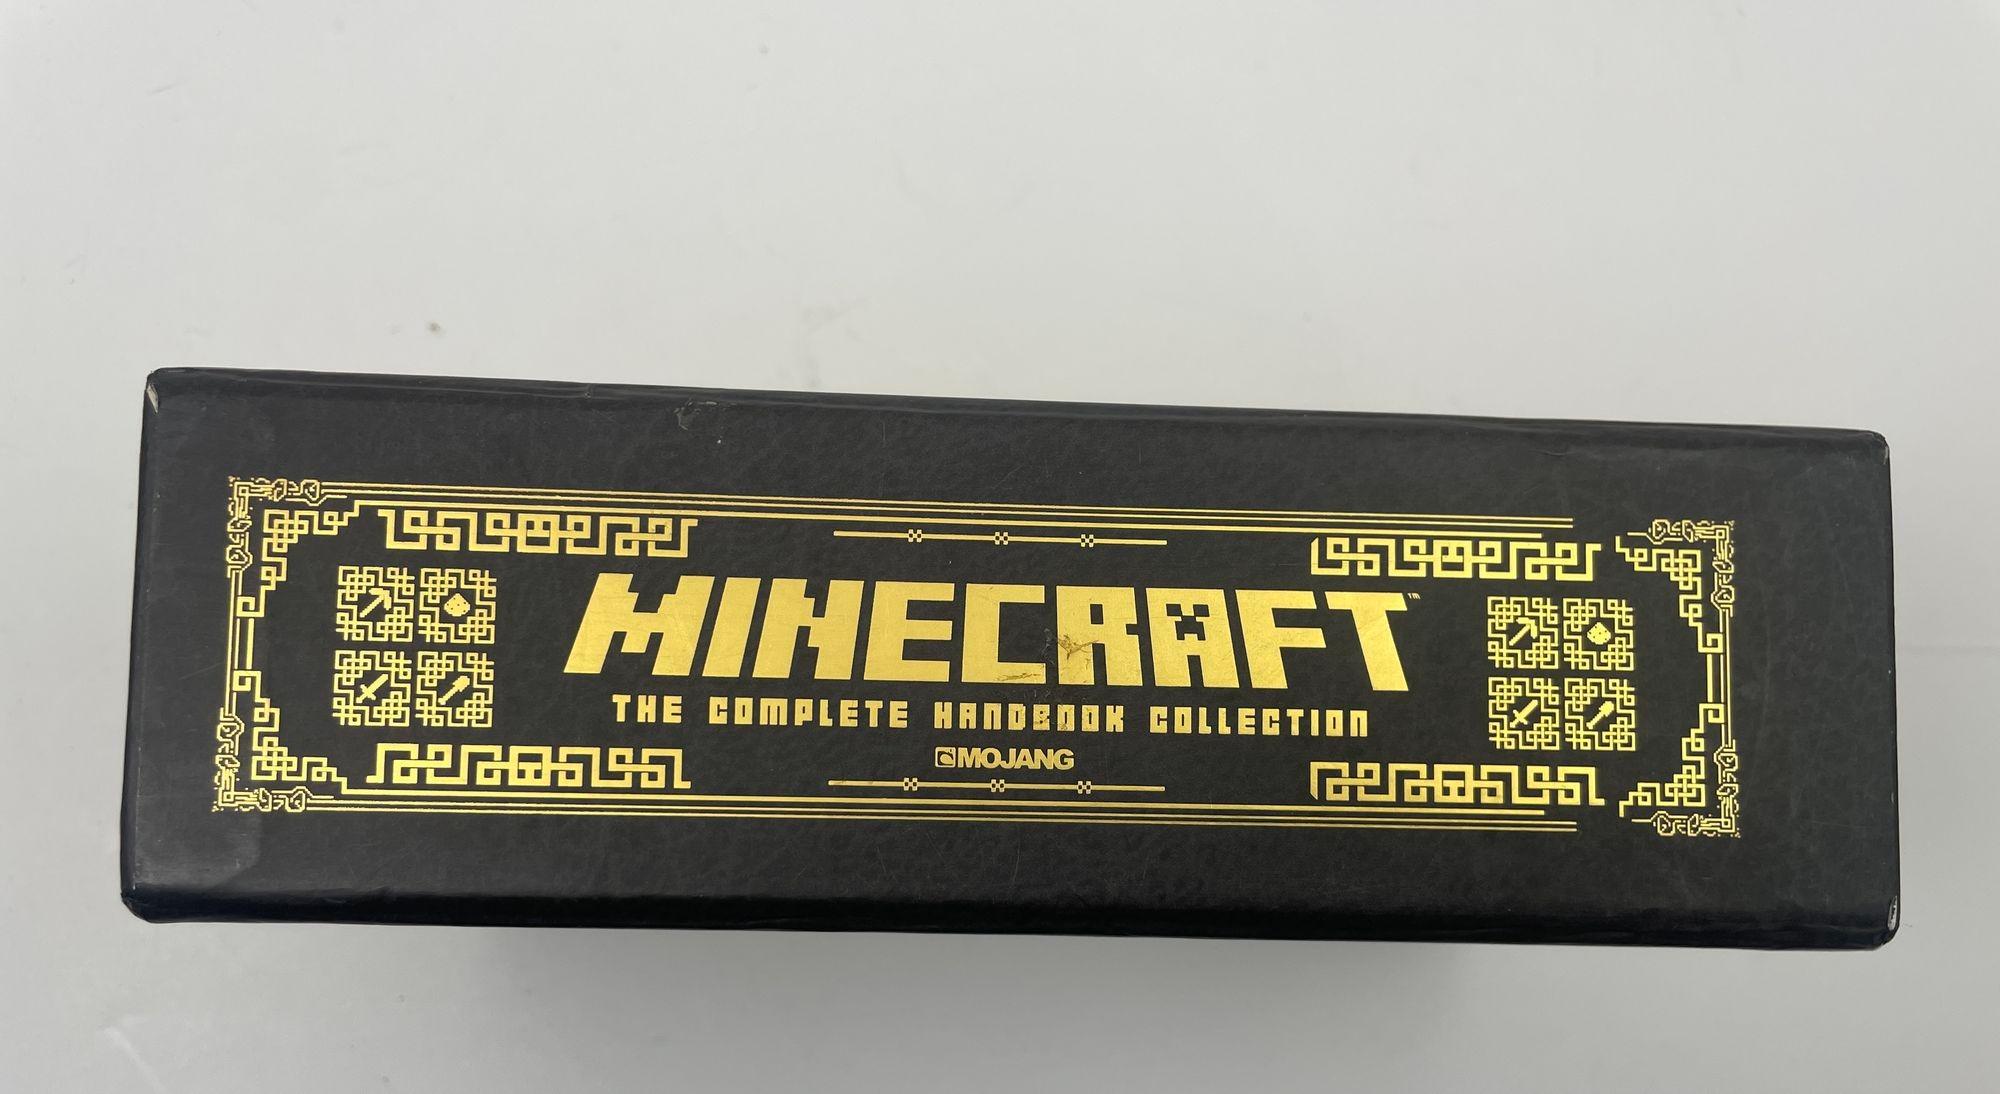 MINECRAFT™
THE COMPLETE HANDBOOK COLLECTION
MOJANG